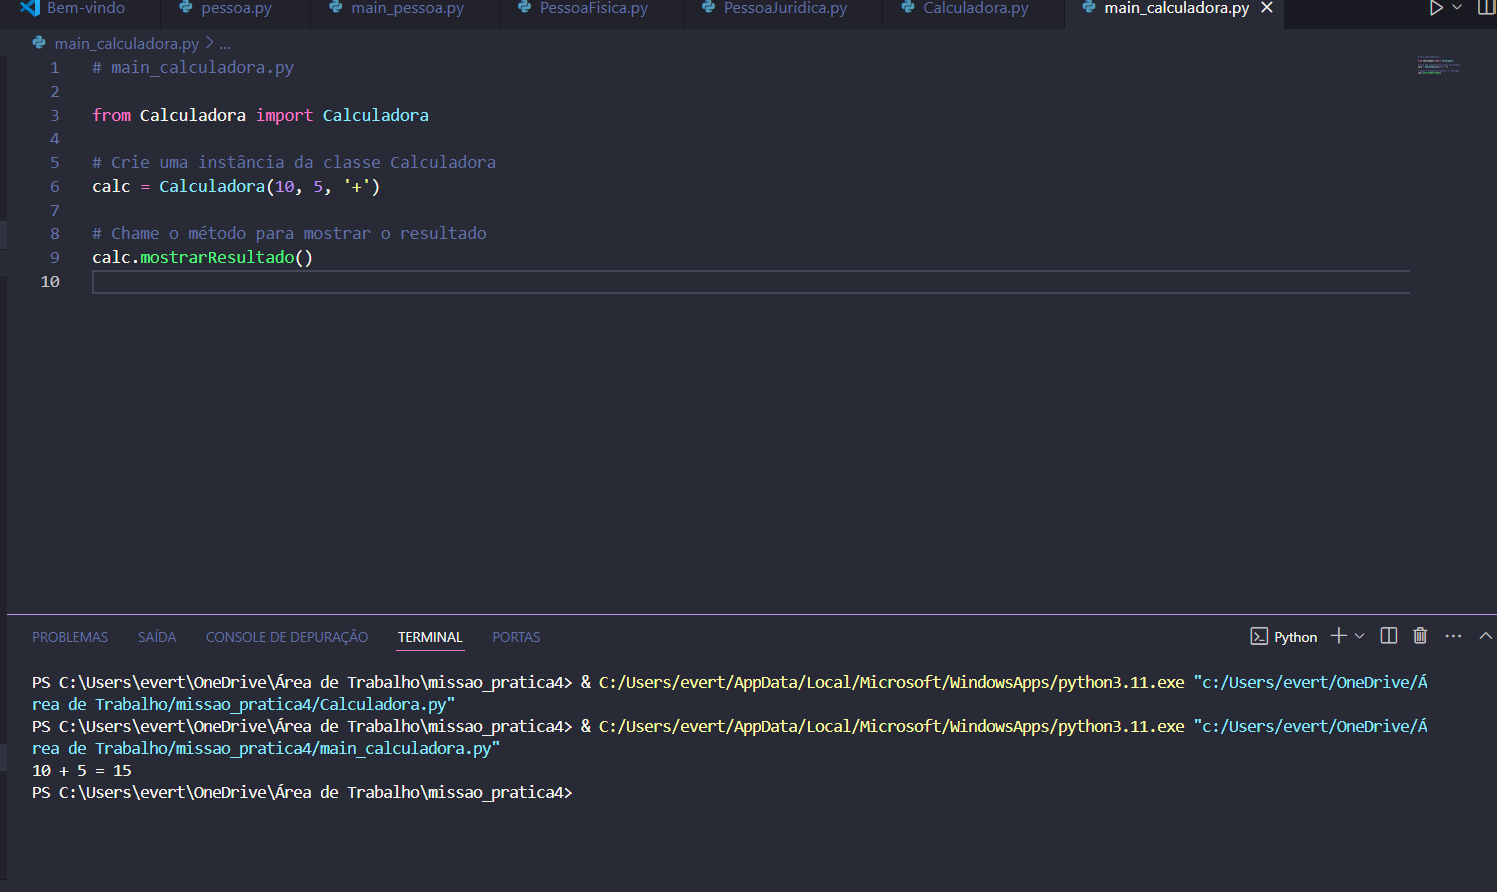 Bem-vindo pessoa.py main_pessoa.py PessoaFisica.py PessoaJuridica.py Calculadora.py main_calculadora.py
main_calculadora.py > ...
1 # main_calculadora.py
2
3 from Calculadora import Calculadora
4
5 # Crie uma instância da classe Calculadora
6 calc = Calculadora(10, 5, '+')
7
8 # Chame o método para mostrar o resultado
9 calc.mostrarResultado()
10
PROBLEMAS SAÍDA CONSOLE DE DEPURAÇÃO TERMINAL PORTAS Python
PS C:\Users\evert\OneDrive\Área de Trabalho\missao_pratica4> & C:/Users/evert/AppData/Local/Microsoft/WindowsApps/python3.11.exe "c:/Users/evert/OneDrive/Á
rea de Trabalho/missao_pratica4/Calculadora.py"
PS C:\Users\evert\OneDrive\Área de Trabalho\missao_pratica4> & C:/Users/evert/AppData/Local/Microsoft/WindowsApps/python3.11.exe "c:/Users/evert/OneDrive/Á
rea de Trabalho/missao_pratica4/main_calculadora.py"
10 + 5 = 15
PS C:\Users\evert\OneDrive\Área de Trabalho\missao_pratica4>